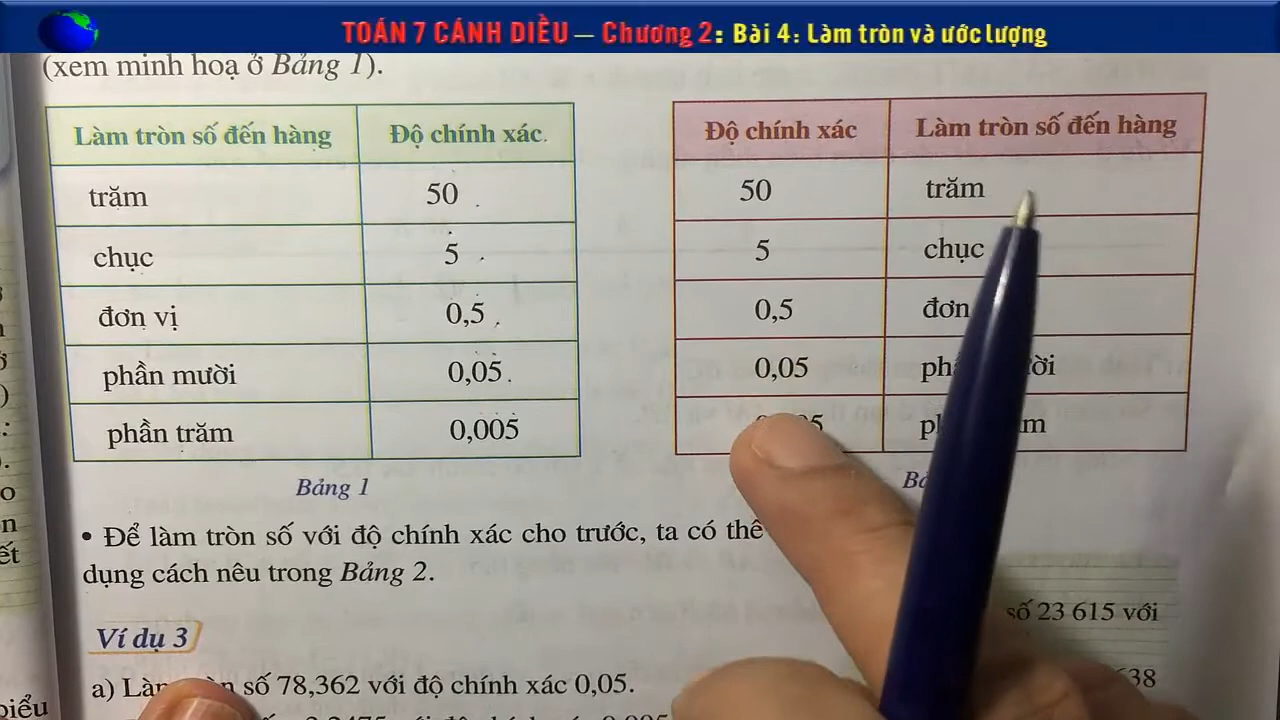 TOÁN 7 CÁNH DIỀU – Chương 2: Bài 4: Làm tròn và ước lượng
(xem minh hoạ ở Bảng 1).
Làm tròn số đến hàng Độ chính xác
trăm 50
chục 5
đơn vị 0,5
phần mười 0,05
phần trăm 0,005
Bảng 1
Độ chính xác Làm tròn số đến hàng
50 trăm
5 chục
0,5 đơn
0,05
• Để làm tròn số với độ chính xác cho trước, ta có thể
dụng cách nêu trong Bảng 2.
Ví dụ 3
số 23 615 với
a) Làm số 78,362 với độ chính xác 0,05.
638
biểu